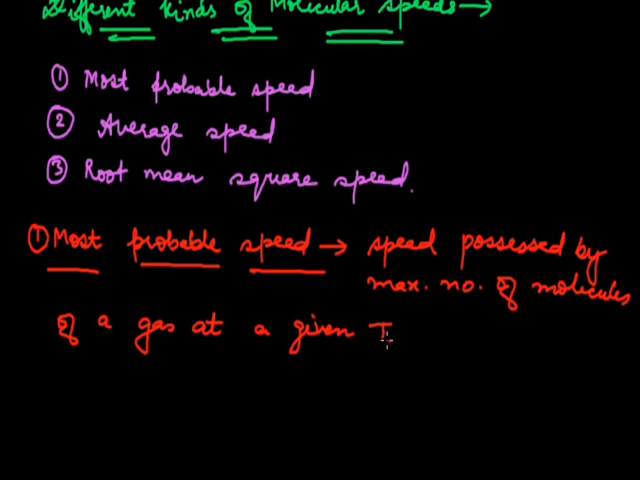 Different kinds of Molecular speeds →
① Most probable speed
② Average speed
③ Root mean square speed.
① Most probable speed → speed possessed by
max. no. of molecules
of a gas at a given T